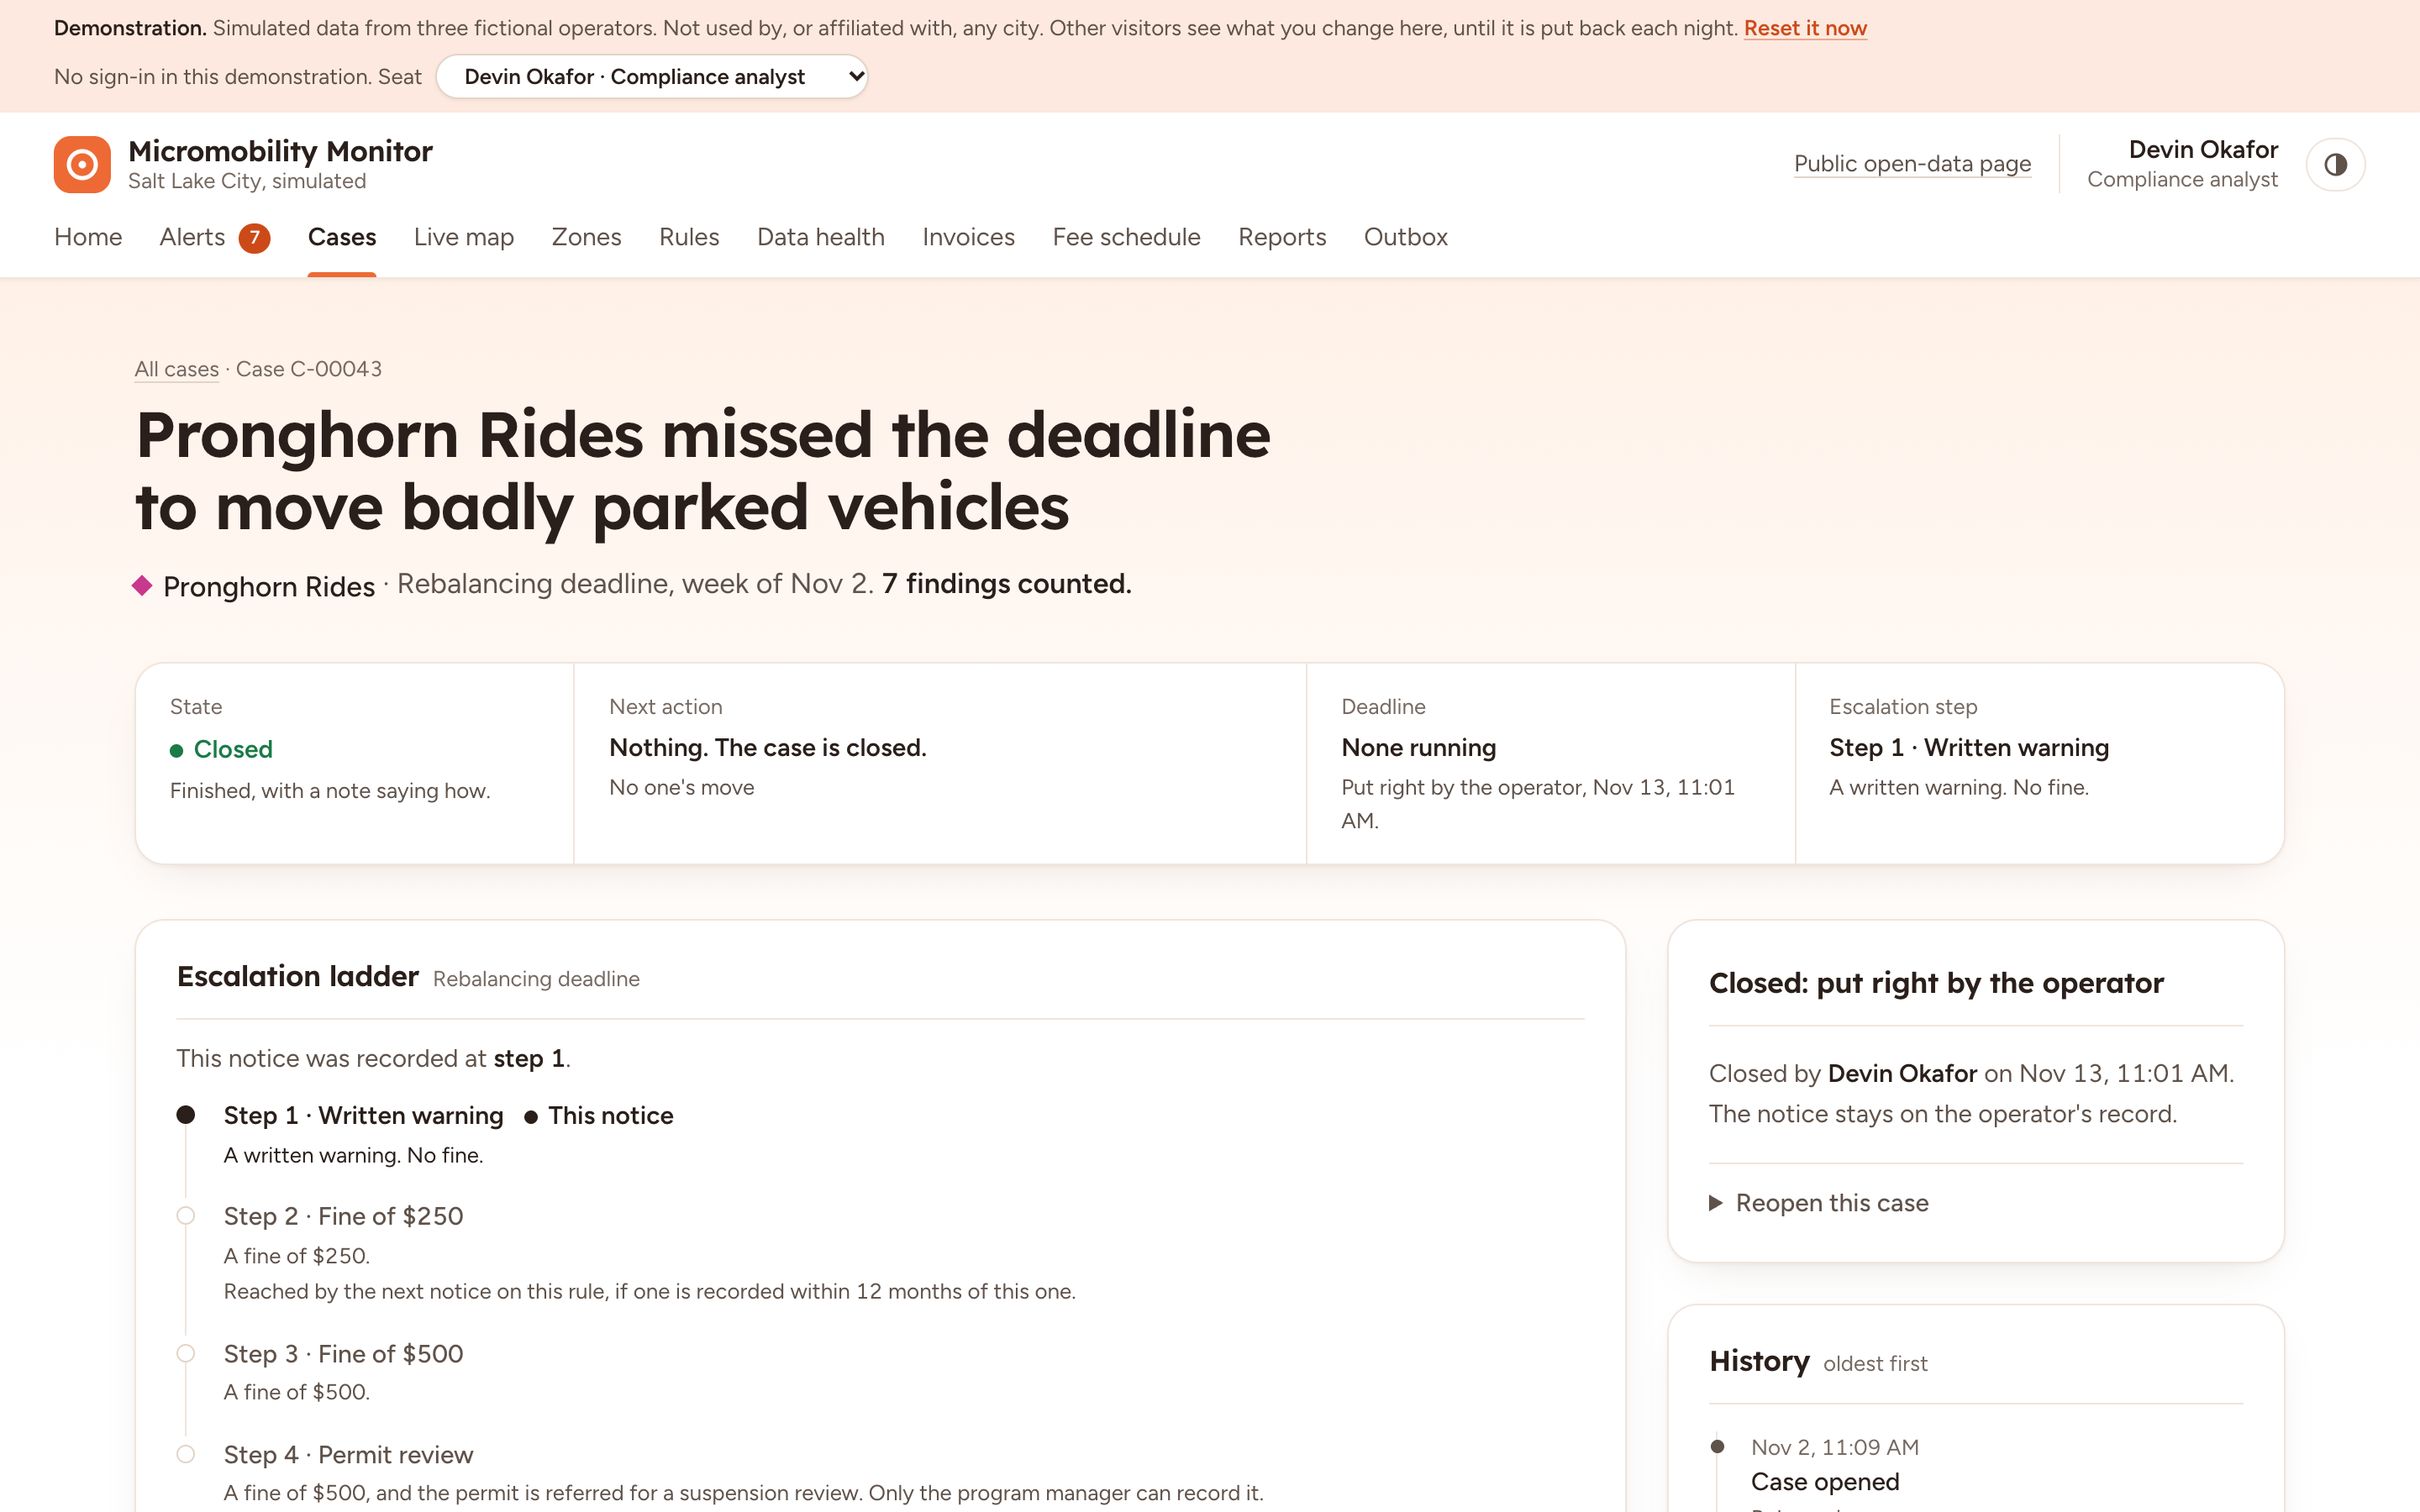 Demonstration. Simulated data from three fictional operators. Not used by, or affiliated with, any city. Other visitors see what you change here, until it is put back each night. Reset it now
No sign-in in this demonstration. Seat Devin Okafor · Compliance analyst
Micromobility Monitor
Salt Lake City, simulated
Public open-data page
Devin Okafor
Compliance analyst
Home Alerts 7 Cases Live map Zones Rules Data health Invoices Fee schedule Reports Outbox
All cases · Case C-00043
Pronghorn Rides missed the deadline
to move badly parked vehicles
Pronghorn Rides · Rebalancing deadline, week of Nov 2. 7 findings counted.
State
Closed
Finished, with a note saying how.
Next action
Nothing. The case is closed.
No one's move
Deadline
None running
Put right by the operator, Nov 13, 11:01
AM.
Escalation step
Step 1 · Written warning
A written warning. No fine.
Escalation ladder Rebalancing deadline
This notice was recorded at step 1.
Step 1 · Written warning This notice
A written warning. No fine.
Step 2 · Fine of $250
A fine of $250.
Reached by the next notice on this rule, if one is recorded within 12 months of this one.
Step 3 · Fine of $500
A fine of $500.
Step 4 · Permit review
A fine of $500, and the permit is referred for a suspension review. Only the program manager can record it.
Closed: put right by the operator
Closed by Devin Okafor on Nov 13, 11:01 AM.
The notice stays on the operator's record.
Reopen this case
History oldest first
Nov 2, 11:09 AM
Case opened